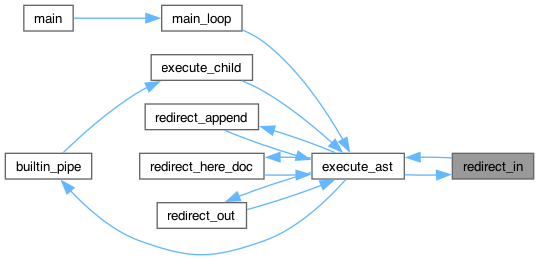 main
main_loop
execute_child
redirect_append
builtin_pipe
redirect_here_doc
execute_ast
redirect_in
redirect_out